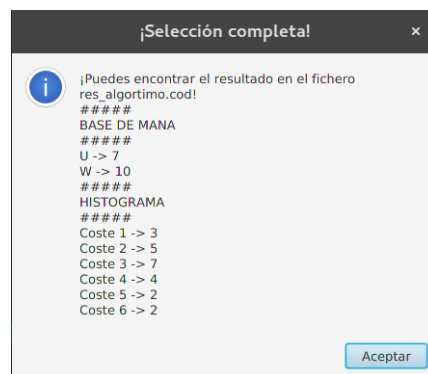 ¡Selección completa!
×
i
¡Puedes encontrar el resultado en el fichero
res_algortimo.cod!
#####
BASE DE MANA
#####
U -> 7
W -> 10
#####
HISTOGRAMA
#####
Coste 1 -> 3
Coste 2 -> 5
Coste 3 -> 7
Coste 4 -> 4
Coste 5 -> 2
Coste 6 -> 2
Aceptar